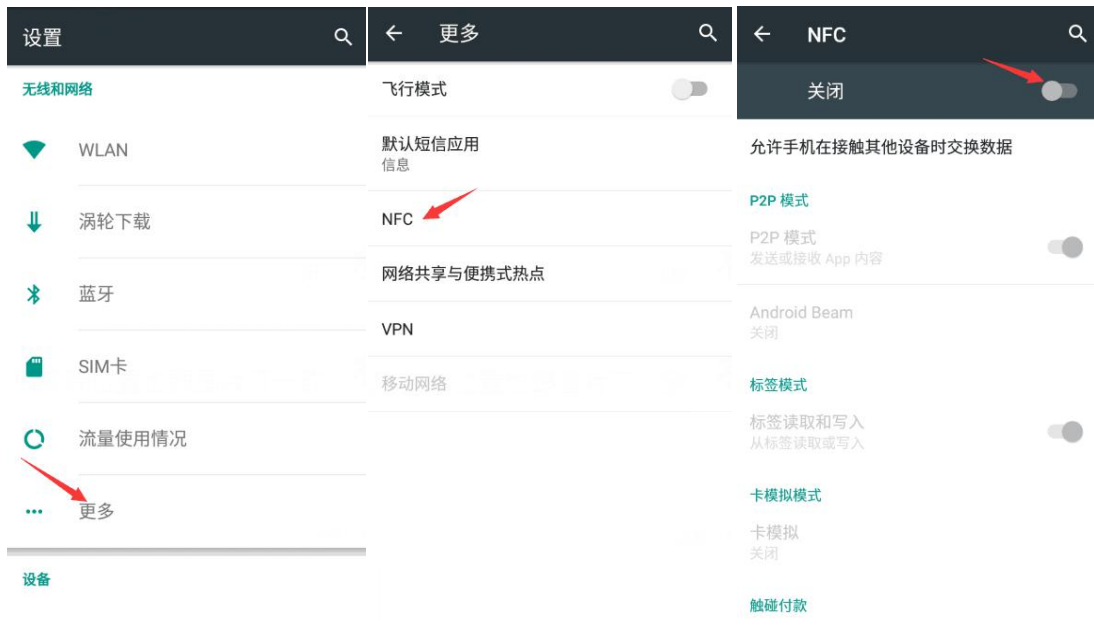 设置
无线和网络
WLAN
涡轮下载
蓝牙
SIM卡
流量使用情况
更多
设备
更多
飞行模式
默认短信应用
信息
NFC
网络共享与便携式热点
VPN
移动网络
NFC
关闭
允许手机在接触其他设备时交换数据
P2P 模式
P2P 模式
发送或接收 App 内容
Android Beam
关闭
标签模式
标签读取和写入
从标签读取或写入
卡模拟模式
卡模拟
关闭
触碰付款